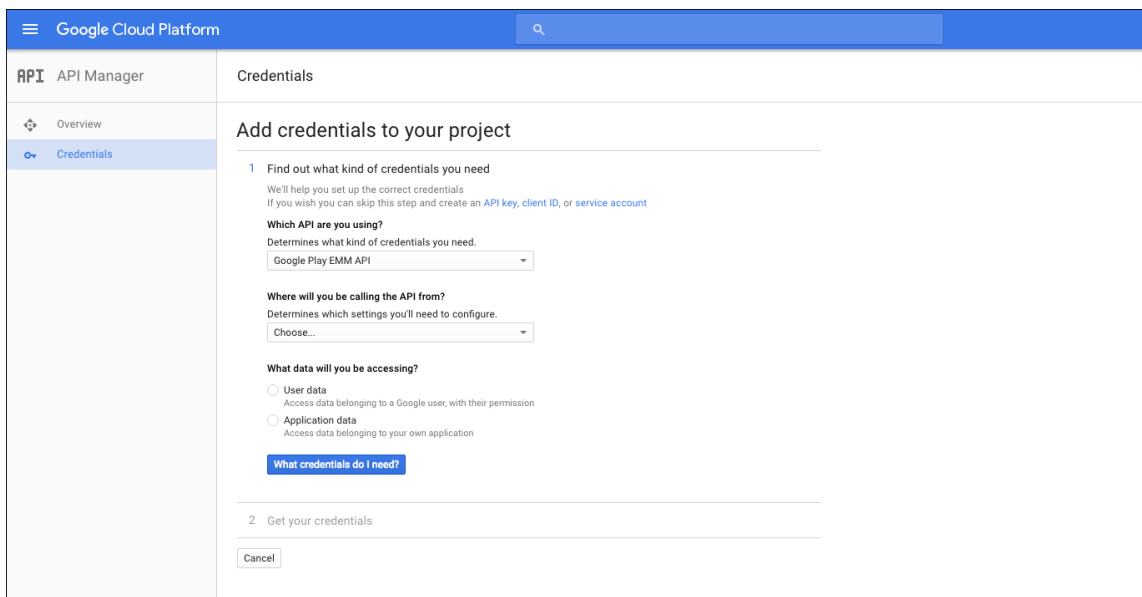 Google Cloud Platform
API API Manager
Credentials
Overview
Credentials
Add credentials to your project
1 Find out what kind of credentials you need
We'll help you set up the correct credentials
If you wish you can skip this step and create an API key, client ID, or service account
Which API are you using?
Determines what kind of credentials you need.
Google Play EMM API
Where will you be calling the API from?
Determines which settings you'll need to configure.
Choose...
What data will you be accessing?
User data
Access data belonging to a Google user, with their permission
Application data
Access data belonging to your own application
What credentials do I need?
2 Get your credentials
Cancel